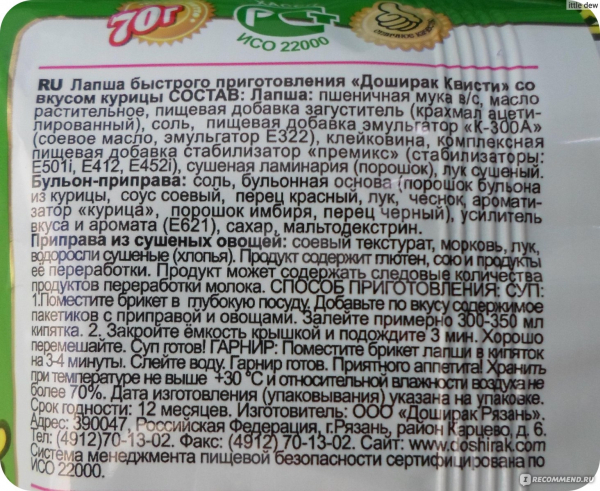 ittle dew
70г
РСТ
ИСО 22000
RU Лапша быстрого приготовления «Доширак Квисти» со
вкусом курицы СОСТАВ: Лапша: пшеничная мука в/с, масло
растительное, пищевая добавка загуститель (крахмал ацети-
лированный), соль, пищевая добавка эмульгатор «К-300А»
(соевое масло, эмульгатор Е322), клейковина, комплексная
пищевая добавка стабилизатор «премикс» (стабилизаторы:
Е501i, Е412, Е452i), сушеная ламинария (порошок), лук сушеный.
Бульон-приправа: соль, бульонная основа (порошок бульона
из курицы, соус соевый, перец красный, лук, чеснок, аромати-
затор «курица», порошок имбиря, перец черный), усилитель
вкуса и аромата (Е621), сахар, мальтодекстрин.
Приправа из сушеных овощей: соевый текстурат, морковь, лук,
водоросли сушеные (хлопья). Продукт содержит глютен, сою и продукты
её переработки. Продукт может содержать следовые количества
продуктов переработки молока. СПОСОБ ПРИГОТОВЛЕНИЯ: СУП:
1.Поместите брикет в глубокую посуду. Добавьте по вкусу содержимое
пакетиков с приправой и овощами. Залейте примерно 300-350 мл
кипятка. 2. Закройте ёмкость крышкой и подождите 3 мин. Хорошо
перемешайте. Суп готов! ГАРНИР: Поместите брикет лапши в кипяток
на 3-4 минуты. Слейте воду. Гарнир готов. Приятного аппетита! Хранить
при температуре не выше +30 °С и относительной влажности воздуха не
более 70%. Дата изготовления (упаковывания) указана на упаковке.
Срок годности: 12 месяцев. Изготовитель: ООО «Доширак Рязань».
Адрес: 390047, Российская Федерация, г.Рязань, район Карцево, д. 6.
Тел: (4912)70-13-02. Факс: (4912) 70-13-02. Сайт: www.doshirak.com
Система менеджмента пищевой безопасности сертифицирована по
ИСО 22000.
IRECOMMEND.RU